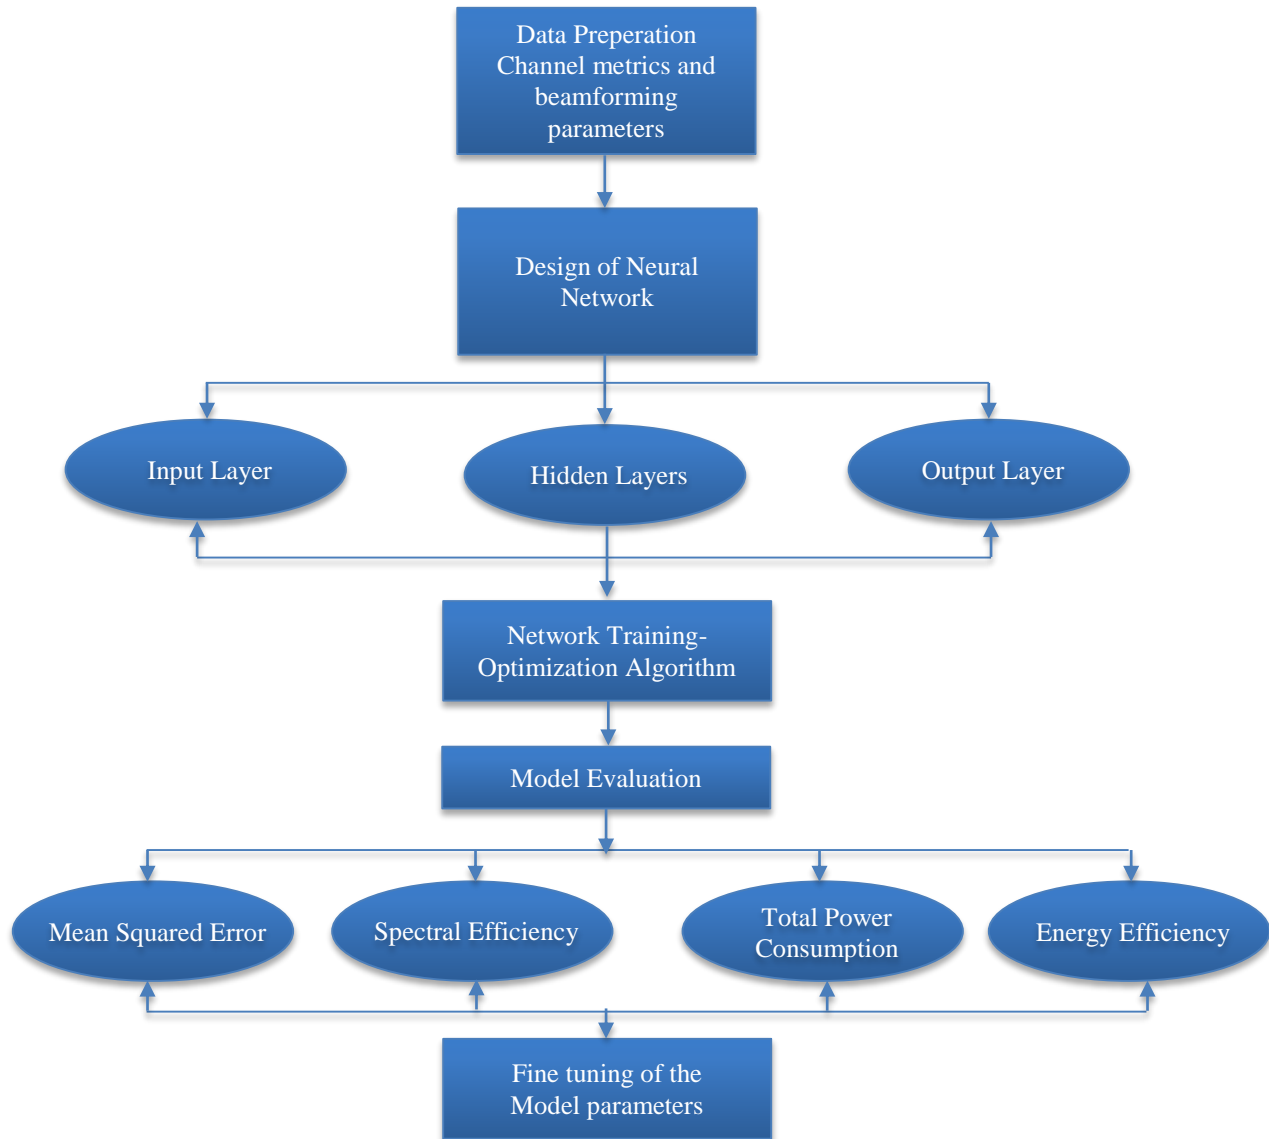 Data Preperation
Channel metrics and
beamforming
parameters
Design of Neural
Network
Input Layer
Hidden Layers
Output Layer
Network Training-
Optimization Algorithm
Model Evaluation
Mean Squared Error
Spectral Efficiency
Total Power
Consumption
Energy Efficiency
Fine tuning of the
Model parameters